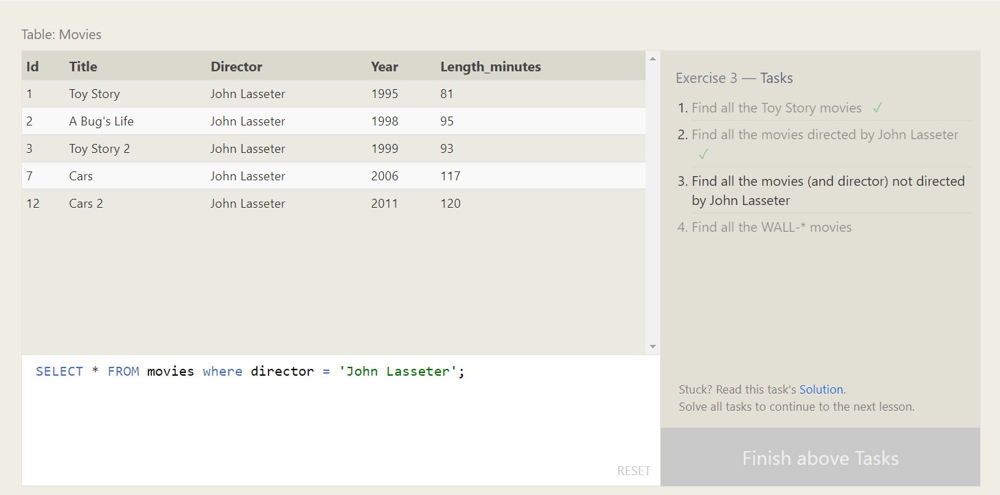 Table: Movies
Id Title Director Year Length_minutes
1 Toy Story John Lasseter 1995 81
2 A Bug's Life John Lasseter 1998 95
3 Toy Story 2 John Lasseter 1999 93
7 Cars John Lasseter 2006 117
12 Cars 2 John Lasseter 2011 120
SELECT * FROM movies where director = 'John Lasseter';
RESET
Exercise 3 — Tasks
1. Find all the Toy Story movies ✓
2. Find all the movies directed by John Lasseter
✓
3. Find all the movies (and director) not directed
by John Lasseter
4. Find all the WALL-* movies
Stuck? Read this task's Solution.
Solve all tasks to continue to the next lesson.
Finish above Tasks